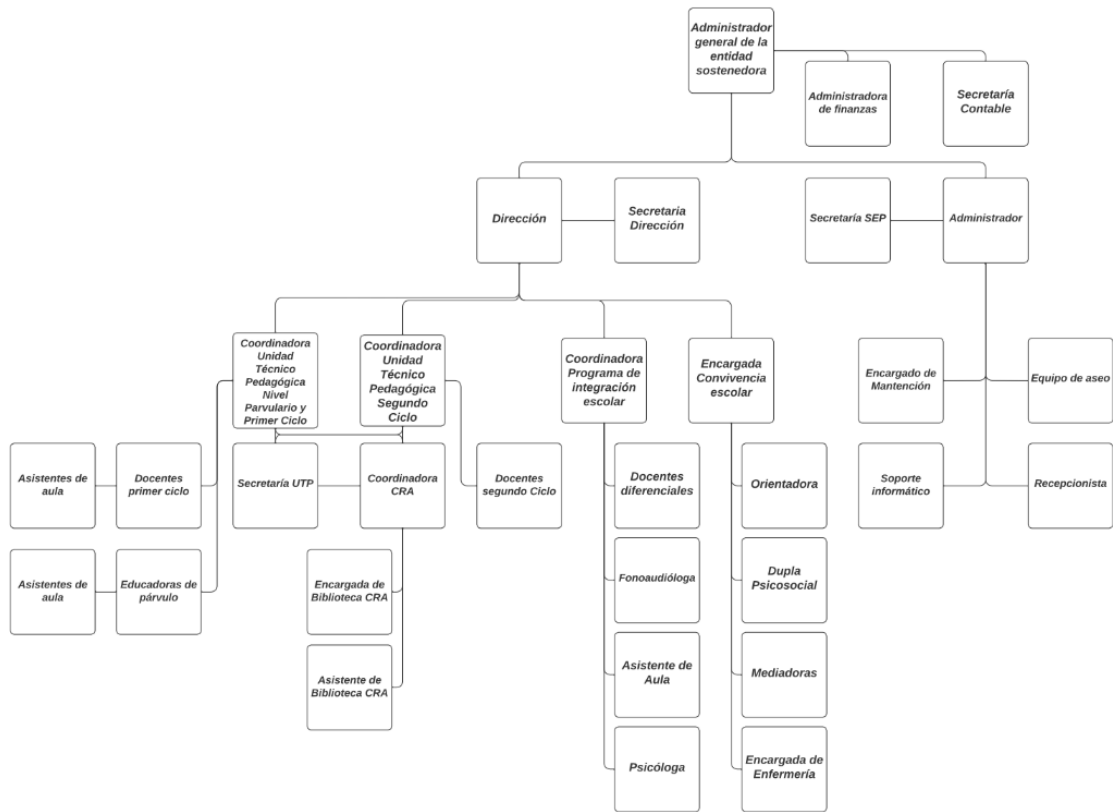 Administrador
general de la
entidad
sostenedora
Administradora
de finanzas
Secretaría
Contable
Dirección
Secretaria
Dirección
Secretaría SEP
Administrador
Coordinadora
Unidad
Técnico
Pedagógica
Nivel
Parvulario y
Primer Ciclo
Coordinadora
Unidad
Técnico
Pedagógica
Segundo
Ciclo
Coordinadora
Programa de
integración
escolar
Encargada
Convivencia
escolar
Encargado de
Mantención
Equipo de aseo
Asistentes de
aula
Docentes
primer ciclo
Secretaría UTP
Coordinadora
CRA
Docentes
segundo Ciclo
Docentes
diferenciales
Orientadora
Soporte
informático
Recepcionista
Asistentes de
aula
Educadoras de
párvulo
Encargada de
Biblioteca CRA
Fonoaudióloga
Dupla
Psicosocial
Asistente de
Biblioteca CRA
Asistente de
Aula
Mediadoras
Psicóloga
Encargada de
Enfermería